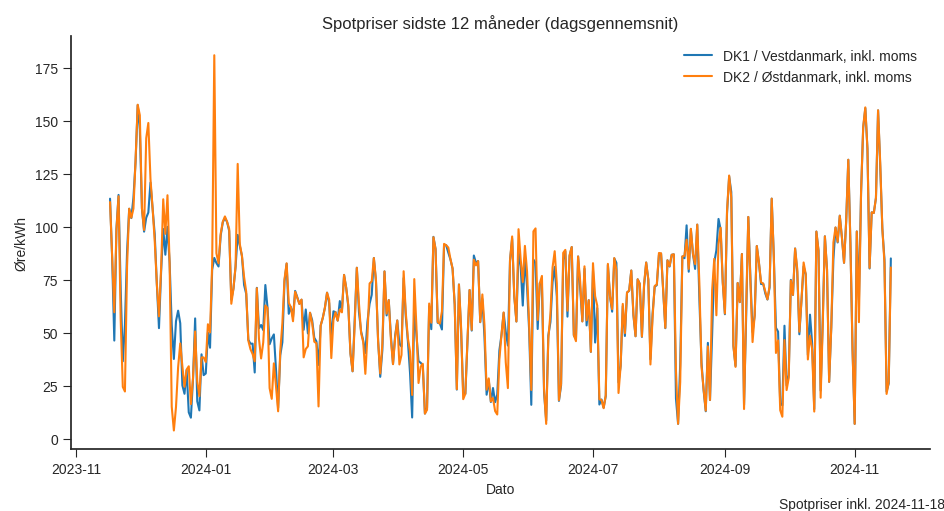 Spotpriser sidste 12 måneder (dagsgennemsnit)
DK1 / Vestdanmark, inkl. moms
DK2 / Østdanmark, inkl. moms
Øre/kWh
175
150
125
100
75
50
25
0
2023-11
2024-01
2024-03
2024-05
2024-07
2024-09
2024-11
Dato
Spotpriser inkl. 2024-11-18